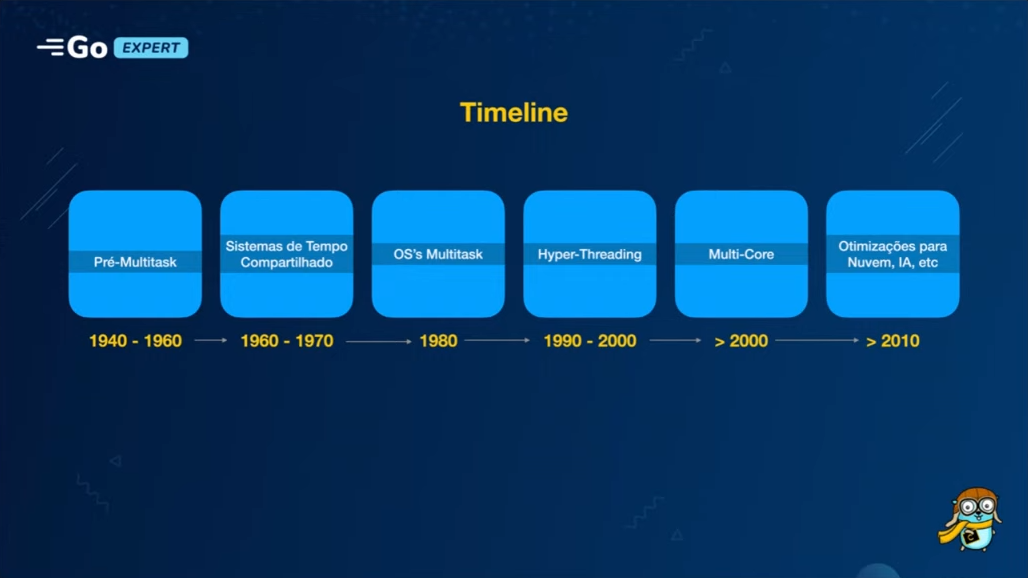 Go EXPERT
Timeline
Pré-Multitask
Sistemas de Tempo
Compartilhado
OS's Multitask
Hyper-Threading
Multi-Core
Otimizações para
Nuvem, IA, etc
1940 - 1960
1960 - 1970
1980
1990 - 2000
> 2000
> 2010